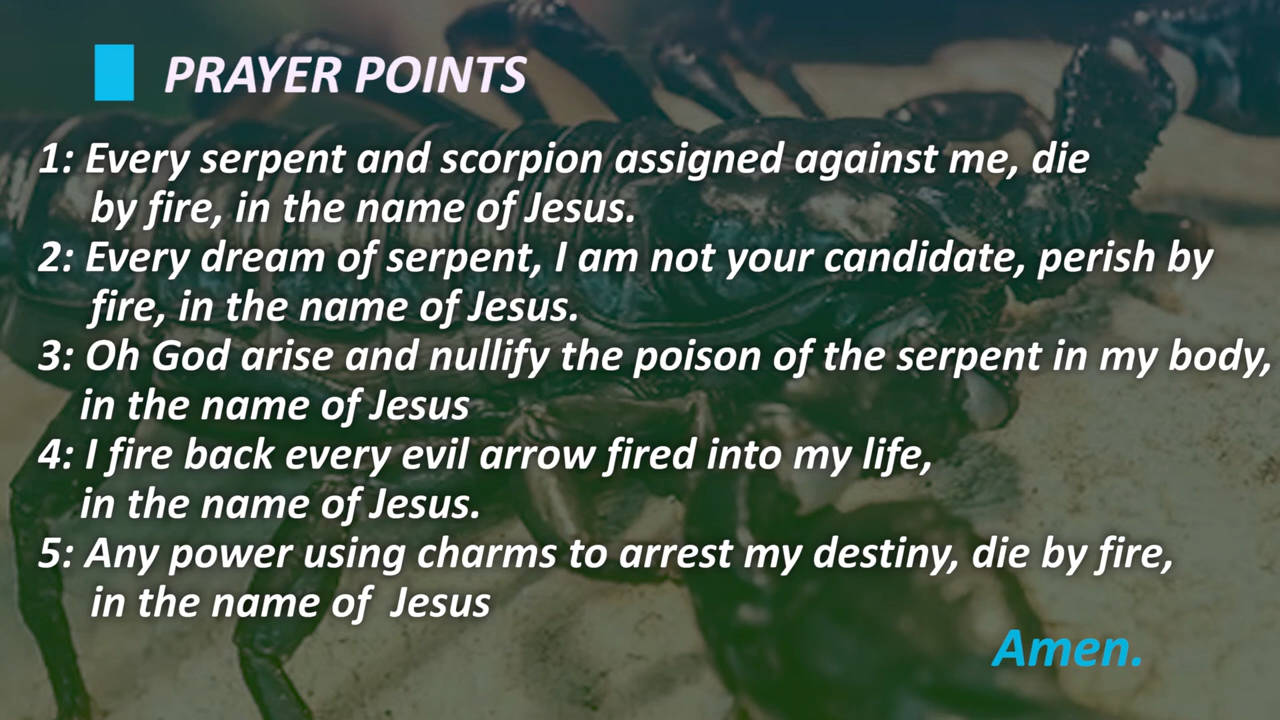 PRAYER POINTS
1: Every serpent and scorpion assigned against me, die
by fire, in the name of Jesus.
2: Every dream of serpent, I am not your candidate, perish by
fire, in the name of Jesus.
3: Oh God arise and nullify the poison of the serpent in my body,
in the name of Jesus
4: I fire back every evil arrow fired into my life,
in the name of Jesus.
5: Any power using charms to arrest my destiny, die by fire,
in the name of  Jesus
Amen.